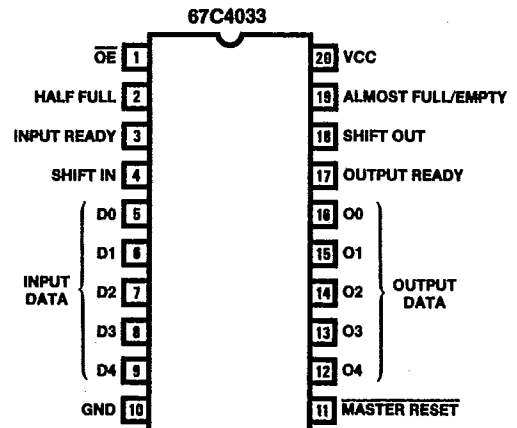 67C4033
OE 1 20 VCC
HALF FULL 2 19 ALMOST FULL/EMPTY
INPUT READY 3 18 SHIFT OUT
SHIFT IN 4 17 OUTPUT READY
D0 5 16 O0
D1 6 15 O1
INPUT DATA D2 7 14 O2 OUTPUT DATA
D3 8 13 O3
D4 9 12 O4
GND 10 11 MASTER RESET